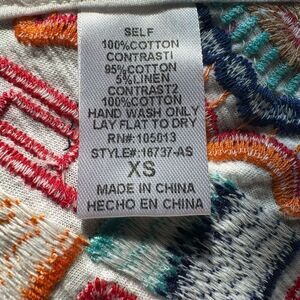 SELF
100%COTTON
CONTRAST1
95%COTTON
5%LINEN
CONTRAST2
100%COTTON
HAND WASH ONLY
LAY FLAT TO DRY
RN#: 105013
STYLE#: 16737-AS
XS
MADE IN CHINA
HECHO EN CHINA